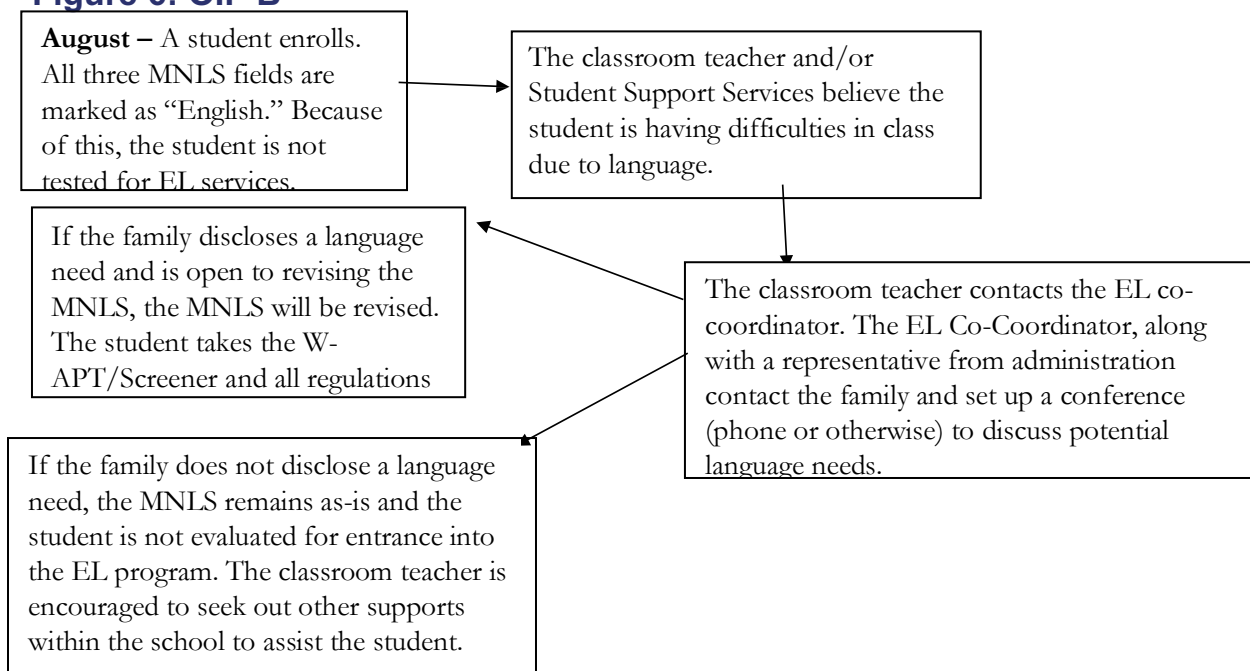 Figure
August – A student enrolls.
All three MNLS fields are
marked as “English.” Because
of this, the student is not
tested for EL services.
The classroom teacher and/or
Student Support Services believe the
student is having difficulties in class
due to language.
The classroom teacher contacts the EL co-
coordinator. The EL Co-Coordinator, along
with a representative from administration
contact the family and set up a conference
(phone or otherwise) to discuss potential
language needs.
If the family discloses a language
need and is open to revising the
MNLS, the MNLS will be revised.
The student takes the W-
APT/Screener and all regulations
If the family does not disclose a language
need, the MNLS remains as-is and the
student is not evaluated for entrance into
the EL program. The classroom teacher is
encouraged to seek out other supports
within the school to assist the student.